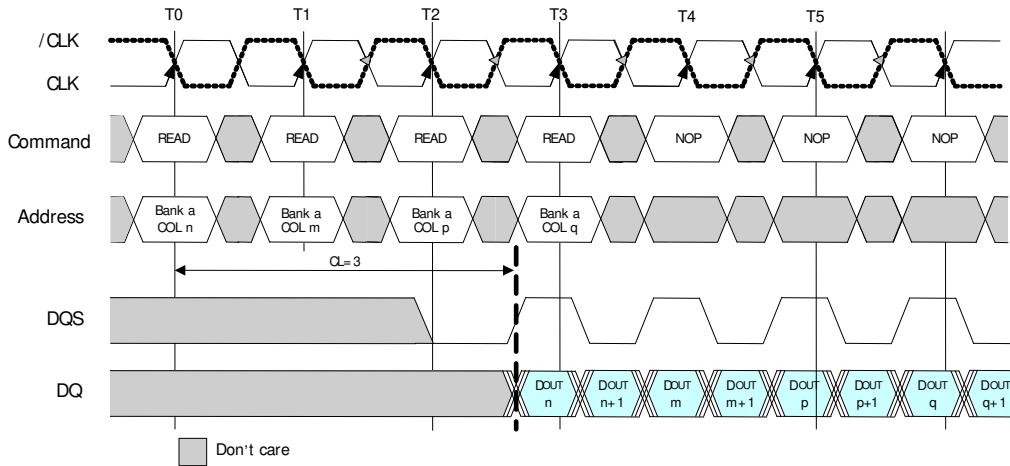 T0 T1 T2 T3 T4 T5
/CLK
CLK
Command READ READ READ READ NOP NOP NOP
Address Bank a COL n Bank a COL m Bank a COL p Bank a COL q
CL=3
DQS
DQ DOUT n DOUT n+1 DOUT m DOUT m+1 DOUT p DOUT p+1 DOUT q DOUT q+1
Don't care